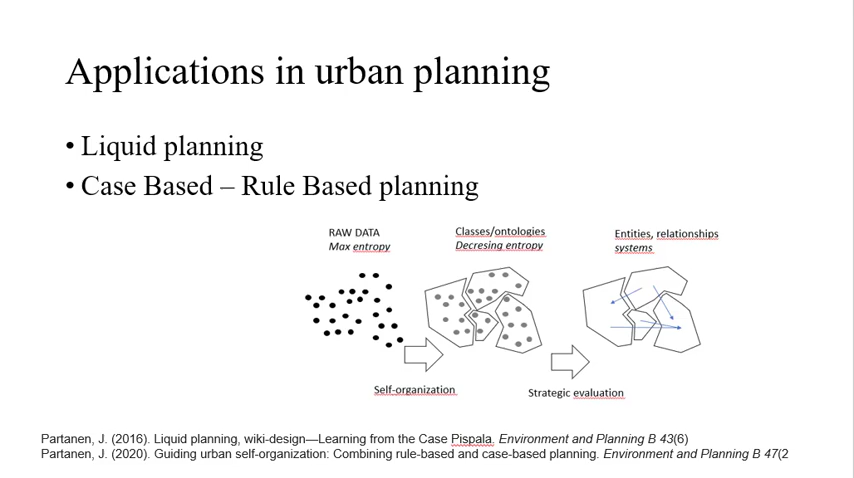 Applications in urban planning
• Liquid planning
• Case Based – Rule Based planning
RAW DATA
Max entropy
Classes/ontologies
Decresing entropy
Entities, relationships
systems
Self-organization
Strategic evaluation
Partanen, J. (2016). Liquid planning, wiki-design—Learning from the Case Pispala. Environment and Planning B 43(6)
Partanen, J. (2020). Guiding urban self-organization: Combining rule-based and case-based planning. Environment and Planning B 47(2